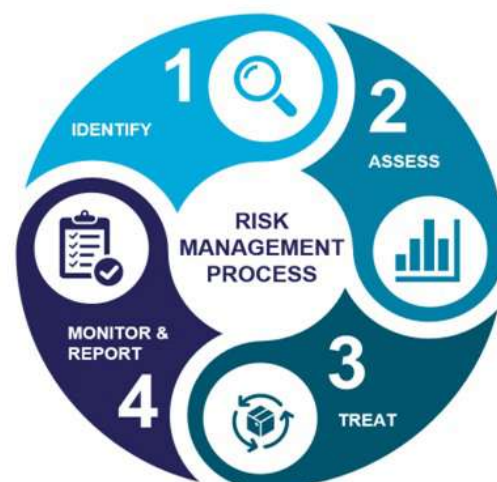 1
IDENTIFY
2
ASSESS
RISK
MANAGEMENT
PROCESS
3
TREAT
MONITOR &
REPORT
4